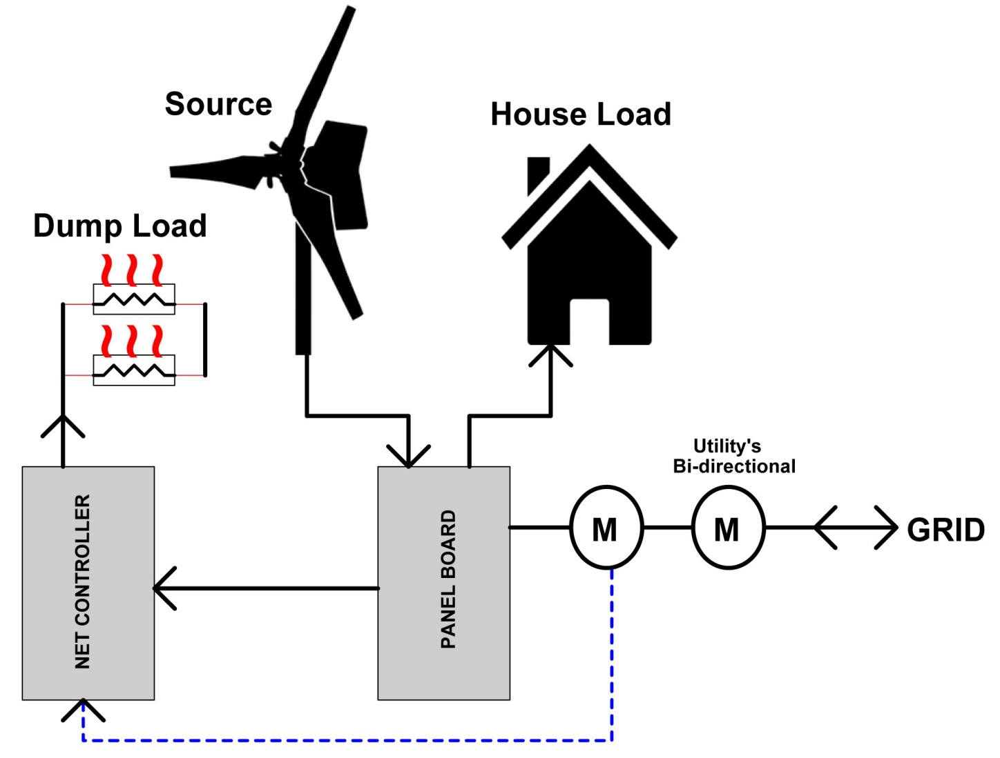 Source
House Load
Dump Load
Utility's
Bi-directional
NET CONTROLLER
PANEL BOARD
M
M
GRID